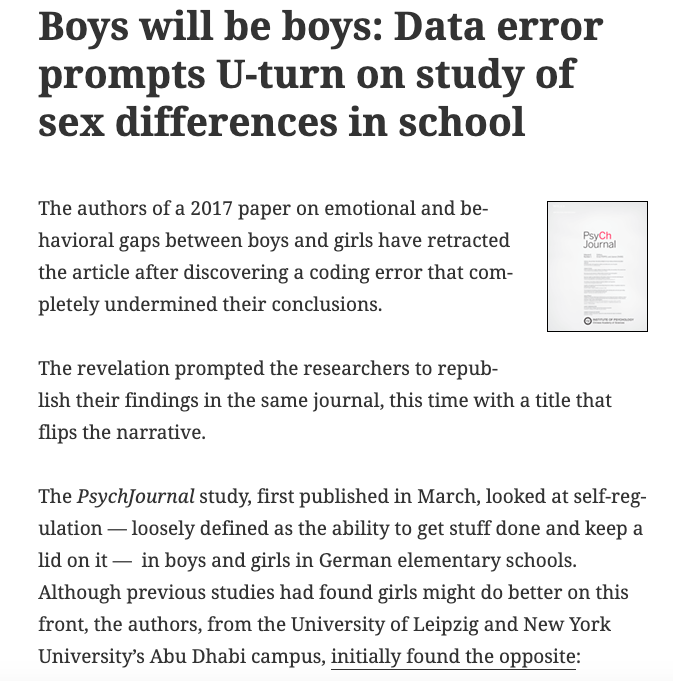 Boys will be boys: Data error
prompts U-turn on study of
sex differences in school
The authors of a 2017 paper on emotional and be-
havioral gaps between boys and girls have retracted
the article after discovering a coding error that com-
pletely undermined their conclusions.
PsyCh
Journal
INSTITUTE OF PSYCHOLOGY
The revelation prompted the researchers to repub-
lish their findings in the same journal, this time with a title that
flips the narrative.
The PsychJournal study, first published in March, looked at self-reg-
ulation — loosely defined as the ability to get stuff done and keep a
lid on it —  in boys and girls in German elementary schools.
Although previous studies had found girls might do better on this
front, the authors, from the University of Leipzig and New York
University’s Abu Dhabi campus, initially found the opposite: